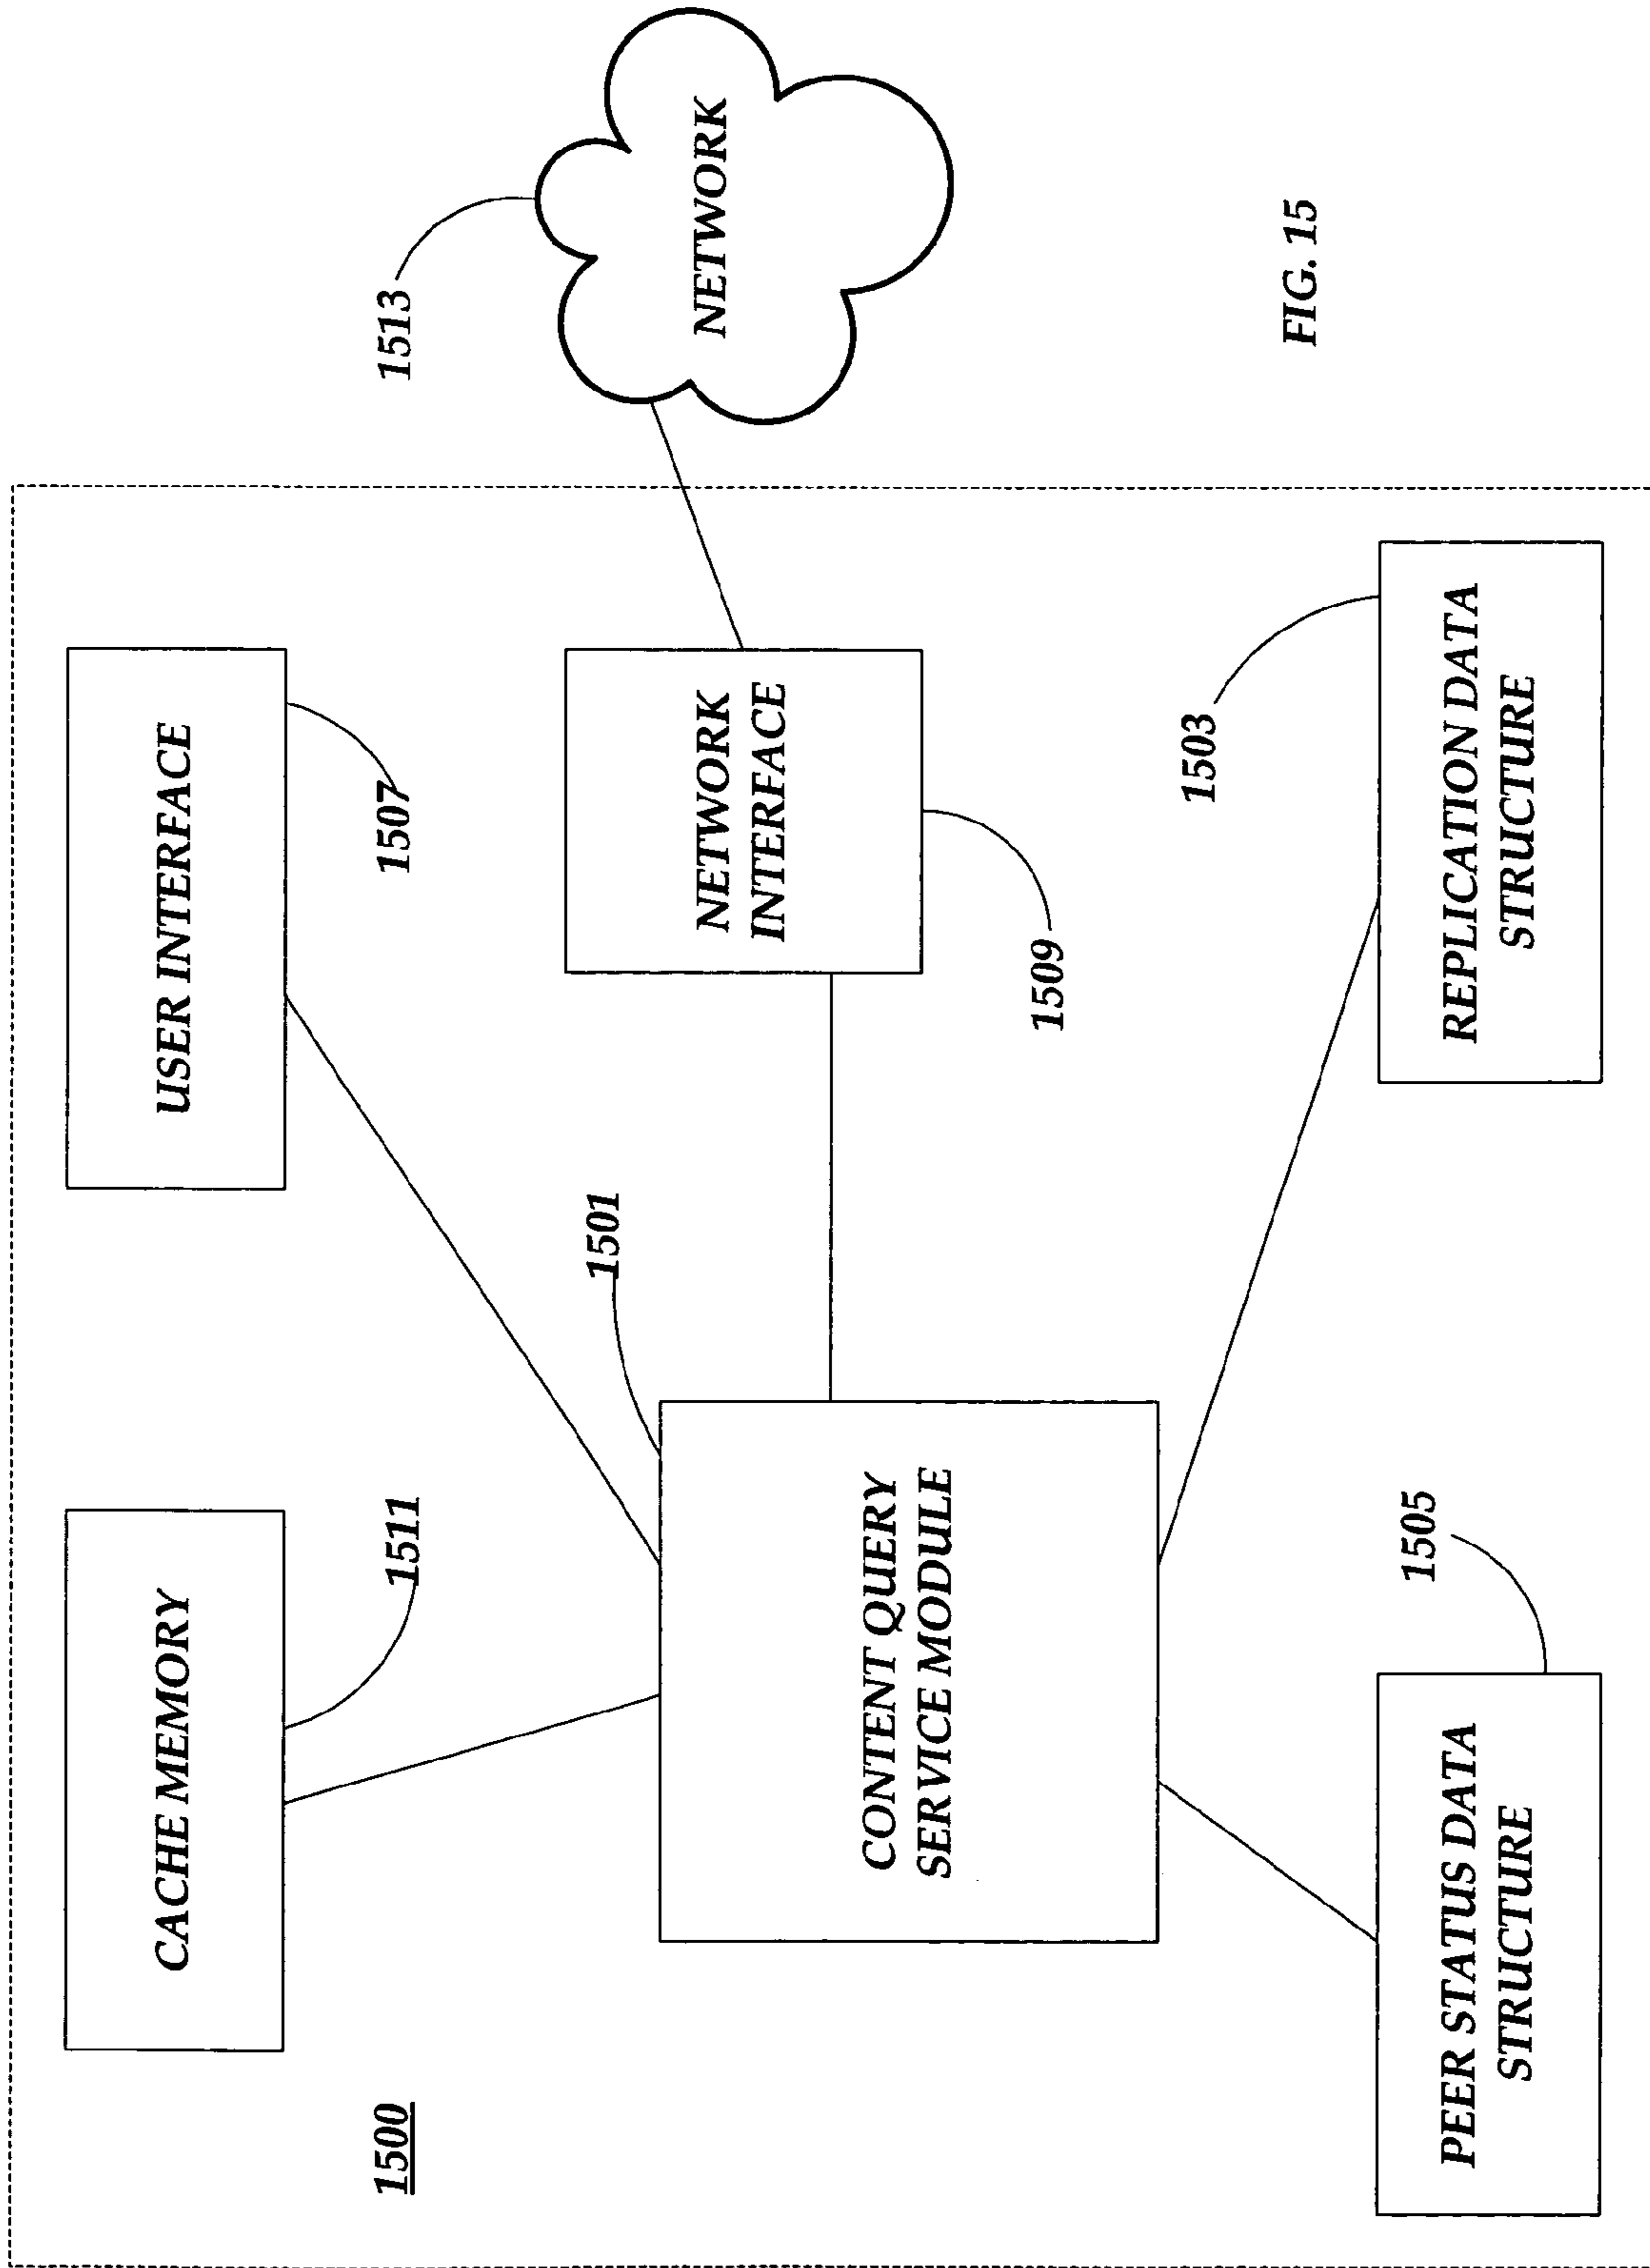 1500
CACHE MEMORY
1511
USER INTERFACE
1507
1513
NETWORK
1501
CONTENT QUERY
SERVICE MODULE
NETWORK
INTERFACE
1509
1505
PEER STATUS DATA
STRUCTURE
1503
REPLICATION DATA
STRUCTURE
FIG. 15